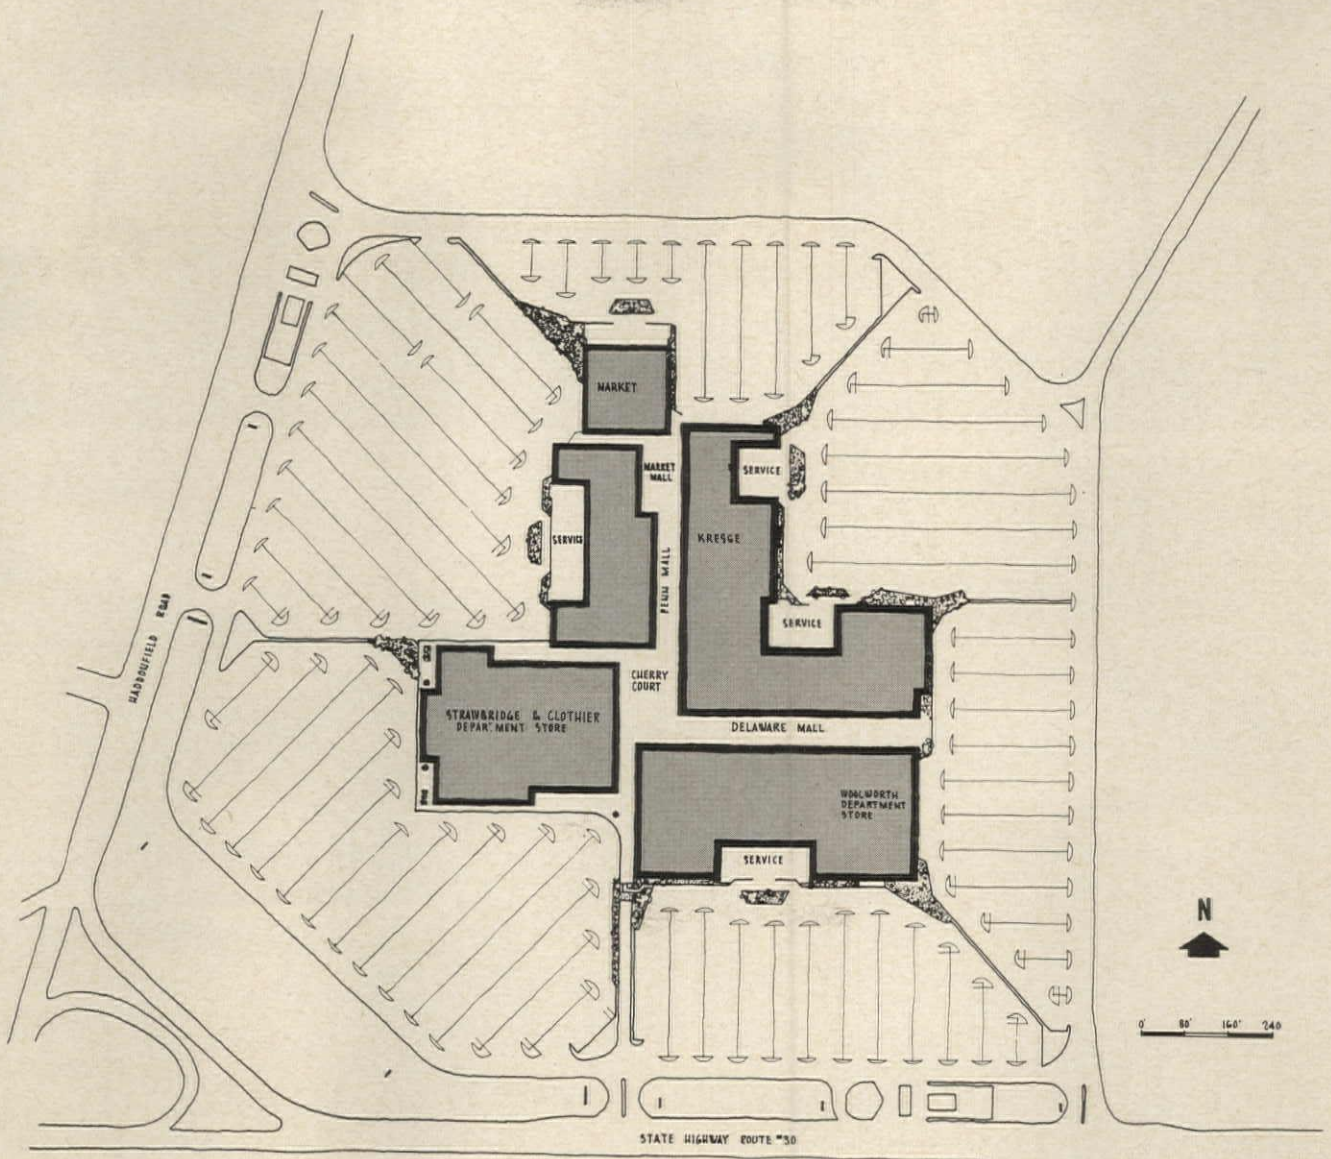 MARKET
MARKET
MALL
SERVICE
SERVICE
KRESGE
PENN MALL
SERVICE
HADDONFIELD ROAD
CHERRY
COURT
STRAWBRIDGE & CLOTHIER
DEPARTMENT STORE
DELAWARE MALL
WOOLWORTH
DEPARTMENT
STORE
SERVICE
N
0' 80' 160' 240
STATE HIGHWAY ROUTE #30